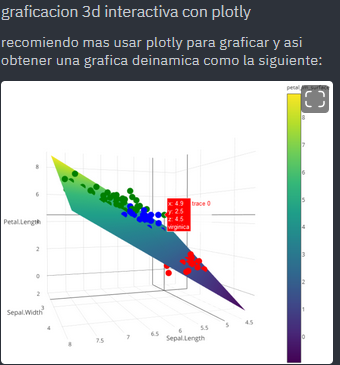 graficacion 3d interactiva con plotly
recomiendo mas usar plotly para graficar y asi
obtener una grafica deinamica como la siguiente:
8
6
Petal.Length
2
0
2
3
Sepal.Width
4
8
7.5
7
6.5
6
5.5
5
4.5
Sepal.Length
x: 4.9
y: 2.5
z: 4.5
virginica
trace 0
8
7
6
5
4
3
2
1
0